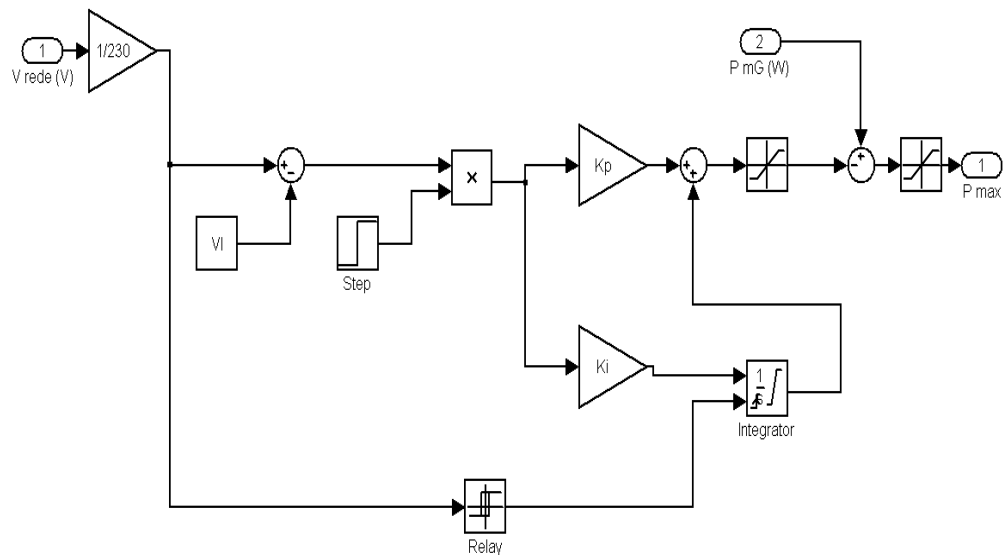 1
V rede (V)
1/230
2
P mG (W)
Vl
Step
×
Kp
Ki
1
s
Integrator
Relay
1
P max